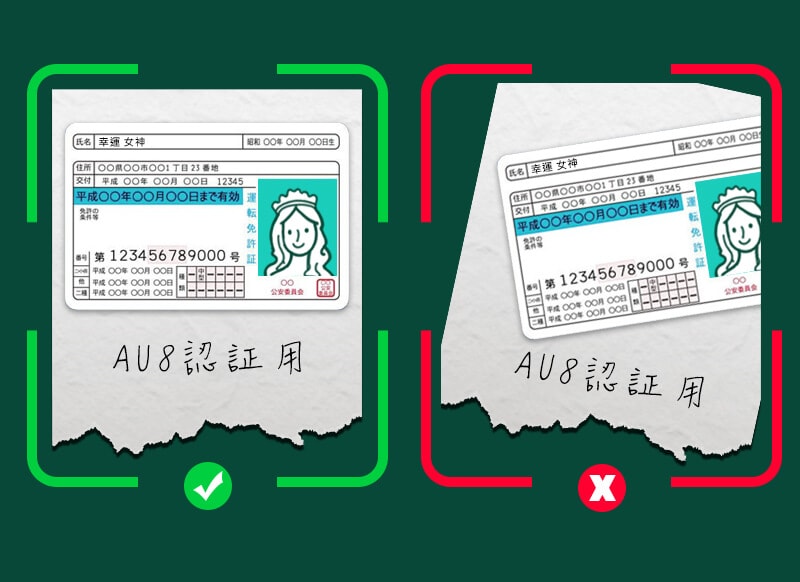 氏名 幸運 女神 昭和 〇〇年 〇〇月 〇〇日生
住所 〇〇県〇〇市〇〇1丁目 23 番地
交付 平成 〇〇年 〇〇月 〇〇日 12345
平成〇〇年〇〇月〇〇日まで有効
免許の
条件等
運転免許証
番号 第 123456789000 号
二小原 平成 〇〇年 〇〇月 〇〇日
他 平成 〇〇年 〇〇月 〇〇日
二種 平成 〇〇年 〇〇月 〇〇日
種類 中型
〇〇
公安委員会
〇〇〇
公安
委員会
AU8認証用
氏名 幸運 女神 昭和 〇〇年 〇〇月 〇〇日
住所 〇〇県〇〇市〇〇1丁目 23 番地
交付 平成 〇〇年 〇〇月 〇〇日 12345
平成〇〇年〇〇月〇〇日まで有効
免許の
条件等
運転免許証
番号 第 123456789000 号
二小原 平成 〇〇年 〇〇月 〇〇日
他 平成 〇〇年 〇〇月 〇〇日
二種 平成 〇〇年 〇〇月 〇〇日
種類 中型
〇〇
公安委員会
AU8認証用